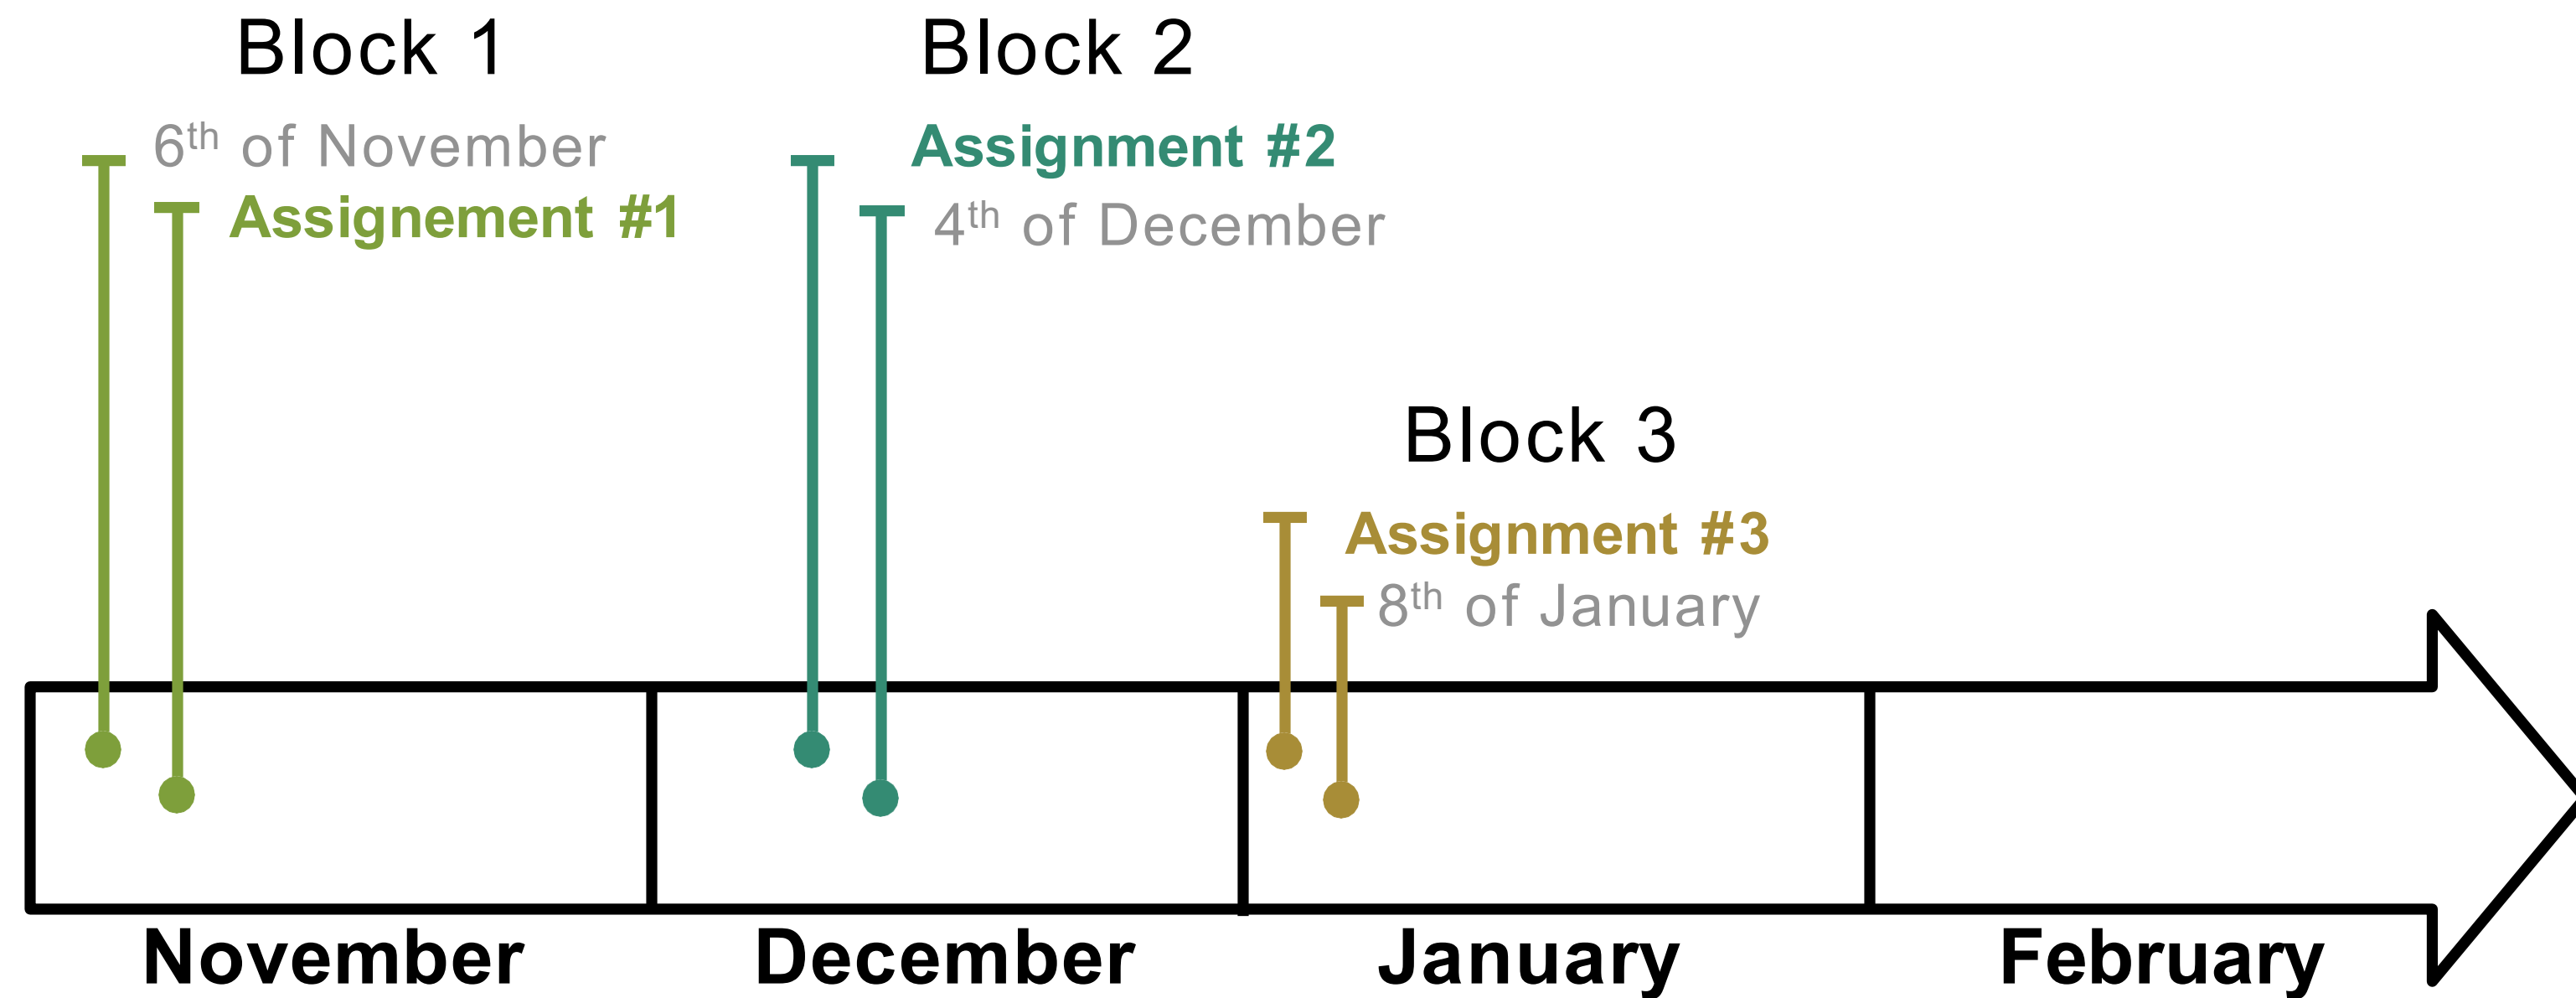 Block 1
6th of November
Assignement #1
Block 2
Assignment #2
4th of December
Block 3
Assignment #3
8th of January
November
December
January
February